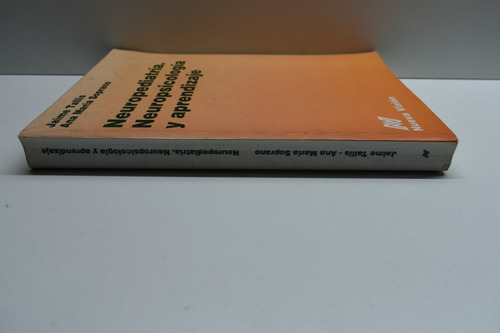 Jaime Tallis
Ana María Soprano
Neuropediatría,
Neuropsicología
y aprendizaje
Nueva Visión
Jaime Tallis - Ana María Soprano Neuropediatría. Neuropsicología y aprendizaje